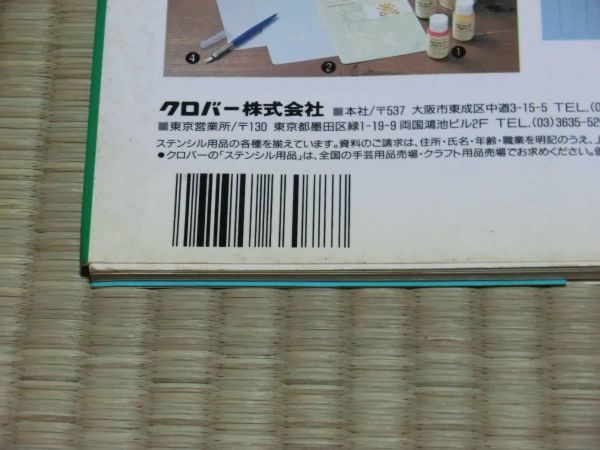 ④
②
①
クロバー株式会社 ■本社/〒537 大阪市東成区中道3-15-5 TEL.(0
■東京営業所/〒130 東京都墨田区緑1-19-9 両国鴻池ビル2F TEL.(03)3635-52
ステンシル用品の各種を揃えています。資料のご請求は、住所・氏名・年齢・職業を明記のうえ、上
●クロバーの「ステンシル用品」は、全国の手芸用品売場・クラフト用品売場でお求めください。個